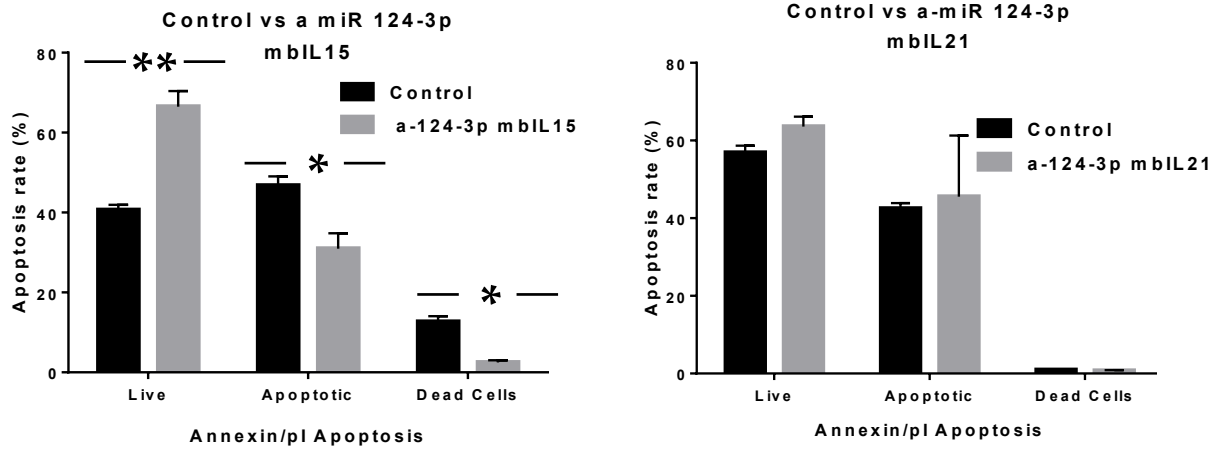 Control vs a miR 124-3p
mbIL15
**
*
*
Control
a-124-3p mbIL15
Apoptosis rate (%)
80
60
40
20
0
Live
Apoptotic
Dead Cells
Annexin/pI Apoptosis
Control vs a-miR 124-3p
mbIL21
Control
a-124-3p mbIL21
Apoptosis rate (%)
80
60
40
20
0
Live
Apoptotic
Dead Cells
Annexin/pI Apoptosis